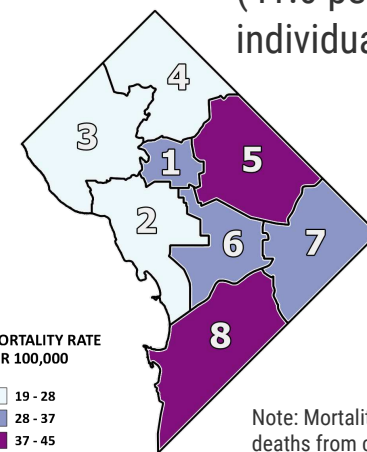 individua
4
3
1
5
2
6
7
8
ORTALITY RATE
R 100,000
19 - 28
28 - 37
37 - 45
Note: Mortalit
deaths from